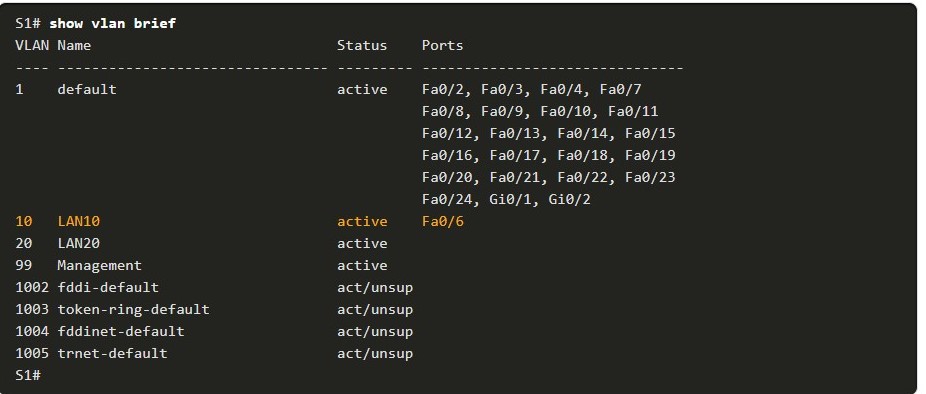 S1# show vlan brief
VLAN Name                             Status    Ports
---- -------------------------------- --------- -------------------------------
1    default                          active    Fa0/2, Fa0/3, Fa0/4, Fa0/7
                                                Fa0/8, Fa0/9, Fa0/10, Fa0/11
                                                Fa0/12, Fa0/13, Fa0/14, Fa0/15
                                                Fa0/16, Fa0/17, Fa0/18, Fa0/19
                                                Fa0/20, Fa0/21, Fa0/22, Fa0/23
                                                Fa0/24, Gi0/1, Gi0/2
10   LAN10                            active    Fa0/6
20   LAN20                            active
99   Management                       active
1002 fddi-default                     act/unsup
1003 token-ring-default               act/unsup
1004 fddinet-default                  act/unsup
1005 trnet-default                    act/unsup
S1#